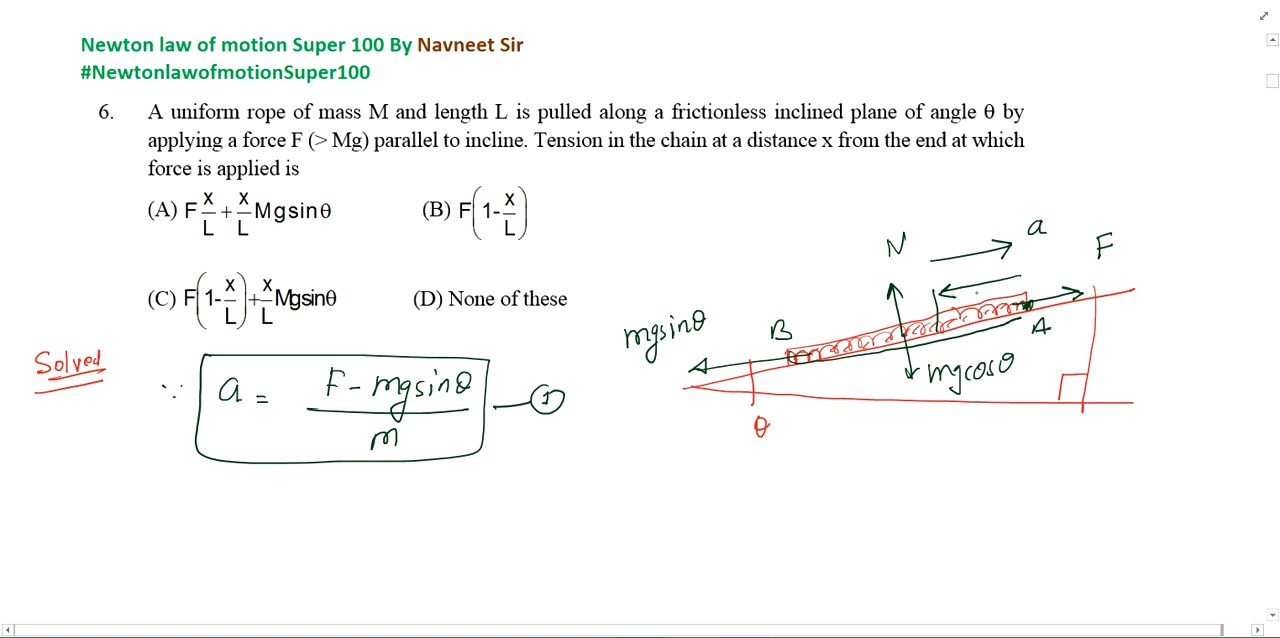 Newton law of motion Super 100 By Navneet Sir
#NewtonlawofmotionSuper100
6. A uniform rope of mass M and length L is pulled along a frictionless inclined plane of angle θ by
applying a force F (> Mg) parallel to incline. Tension in the chain at a distance x from the end at which
force is applied is
(A) F x/L + x/L Mgsinθ (B) F(1-x/L)
(C) F(1-x/L)+x/L Mgsinθ (D) None of these
N a F
mgsinθ B A
mgcosθ
θ
Solved
∵ a = F - mgsinθ / m — ①